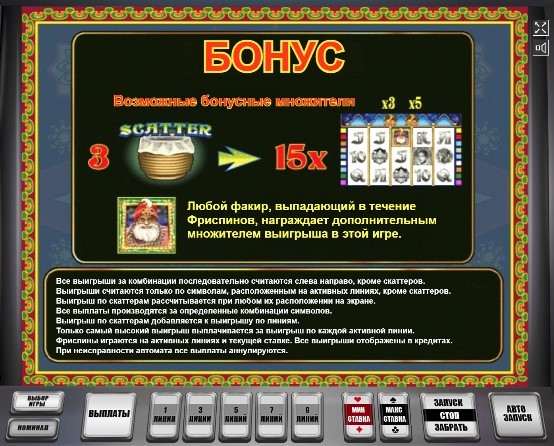 БОНУС
Возможные бонусные множители
x3 x5
SCATTER
3
15x
Любой факир, выпадающий в течение
Фриспинов, награждает дополнительным
множителем выигрыша в этой игре.
Все выигрыши за комбинации последовательно считаются слева направо, кроме скаттеров.
Выигрыши считаются только по символам, расположенным на активных линиях, кроме скаттеров.
Выигрыш по скаттерам рассчитывается при любом их расположении на экране.
Все выплаты производятся за определенные комбинации символов.
Выигрыш по скаттерам добавляется к выигрышу по линиям.
Только самый высокий выигрыш выплачивается за выигрыш по каждой активной линии.
Фриспины играются на активных линиях и текущей ставке. Все выигрыши отображены в кредитах.
При неисправности автомата все выплаты аннулируются.
ВЫБОР
ИГРЫ
НОМИНАЛ
ВЫПЛАТЫ
1
ЛИНИЯ
3
ЛИНИИ
5
ЛИНИЙ
7
ЛИНИЙ
9
ЛИНИЙ
МИН
СТАВКА
МАКС
СТАВКА
ЗАПУСК
СТОП
ЗАБРАТЬ
АВТО
ЗАПУСК